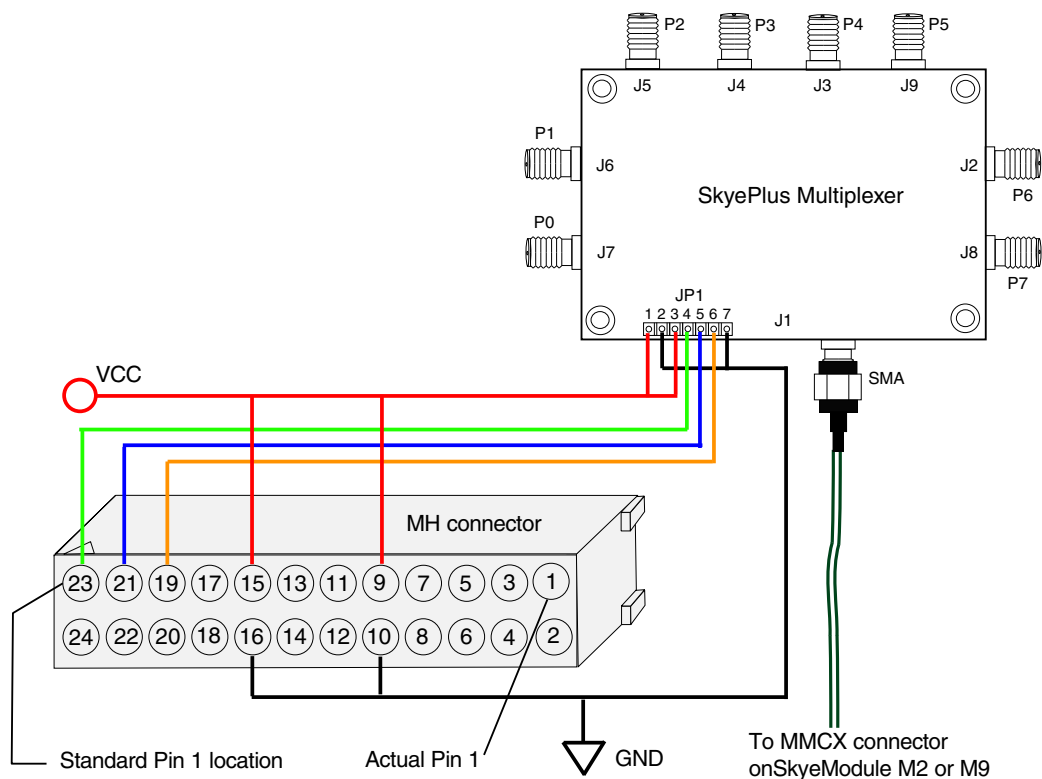 P2 P3 P4 P5
J5 J4 J3 J9
P1
J6 J2
SkyePlus Multiplexer
P6
P0
J7 J8
P7
JP1
1 2 3 4 5 6 7
J1
VCC
SMA
MH connector
23 21 19 17 15 13 11 9 7 5 3 1
24 22 20 18 16 14 12 10 8 6 4 2
Standard Pin 1 location
Actual Pin 1
GND
To MMCX connector
onSkyeModule M2 or M9